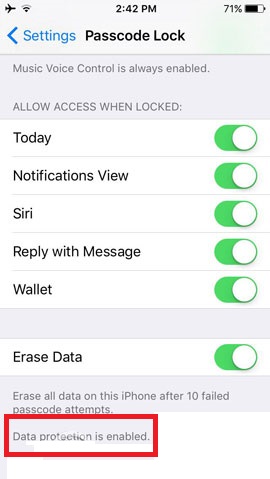 2:42 PM 71%
Settings Passcode Lock
Music Voice Control is always enabled.
ALLOW ACCESS WHEN LOCKED:
Today
Notifications View
Siri
Reply with Message
Wallet
Erase Data
Erase all data on this iPhone after 10 failed
passcode attempts.
Data protection is enabled.